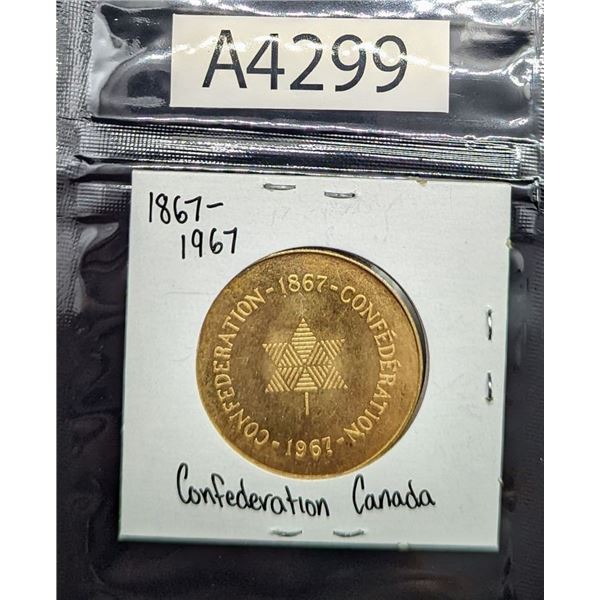 A4299
1867-
1967
CONFEDERATION - 1867 - CONFÉDÉRATION - 1967 -
Confederation Canada